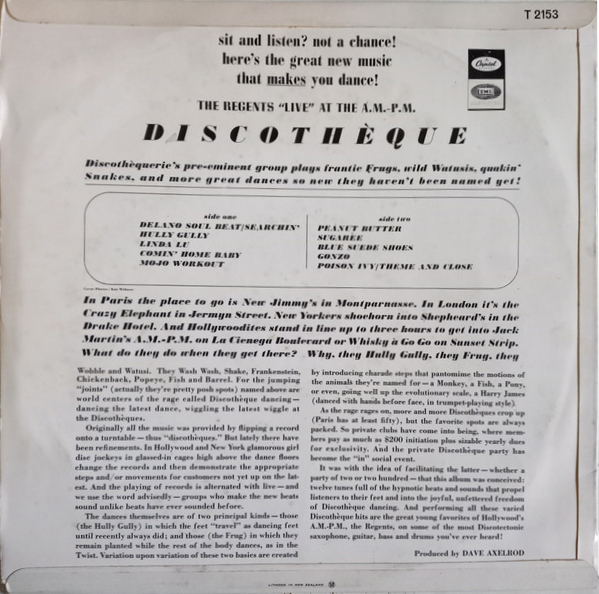 T 2153
sit and listen? not a chance!
here's the great new music
that makes you dance!
Capitol
EMI
THE REGENTS "LIVE" AT THE A.M.-P.M.
DISCOTHÈQUE
Discothèquerie's pre-eminent group plays frantic Frugs, wild Watusis, quakin'
Snakes, and more great dances so new they haven't been named yet!
side one
DELANO SOUL BEAT/SEARCHIN'
HULLY GULLY
LINDA LU
COMIN' HOME BABY
MOJO WORKOUT
side two
PEANUT BUTTER
SUGAREE
BLUE SUEDE SHOES
GONZO
POISON IVY/THEME AND CLOSE
In Paris the place to go is New Jimmy's in Montparnasse. In London it's the
Crazy Elephant in Jermyn Street. New Yorkers shoehorn into Shepheard's in the
Drake Hotel. And Hollywoodites stand in line up to three hours to get into Jack
Martin's A.M.-P.M. on La Cienega Boulevard or Whisky à Go Go on Sunset Strip.
What do they do when they get there? Why, they Hully Gully, they Frug, they
Wobble and Watusi. They Wash Wash, Shake, Frankenstein,
Chickenback, Popeye, Fish and Barrel. For the jumping
"joints" (actually they're pretty posh spots) named above are
world centers of the rage called Discothèque dancing—
dancing the latest dance, wiggling the latest wiggle at
the Discothèques.
Originally all the music was provided by flipping a record
onto a turntable — thus "discothèques." But lately there have
been refinements. In Hollywood and New York glamorous girl
disc jockeys in glassed-in cages high above the dance floors
change the records and then demonstrate the appropriate
steps and/or movements for customers not yet up on the lat-
est. And the playing of records is alternated with live — and
we use the word advisedly — groups who make the new beats
sound unlike beats have ever sounded before.
The dances themselves are of two principal kinds — those
(the Hully Gully) in which the feet "travel" as dancing feet
until recently always did; and those (the Frug) in which they
remain planted while the rest of the body dances, as in the
Twist. Variation upon variation of these two basics are created
by introducing charade steps that pantomime the motions of
the animals they're named for — a Monkey, a Fish, a Pony,
or even, going well up the evolutionary scale, a Harry James
(danced with hands before face, in trumpet-playing style).
As the rage rages on, more and more Discothèques crop up
(Paris has at least fifty), but the favorite spots are always
packed. So private clubs have come into being, where mem-
bers pay as much as $200 initiation plus sizable yearly dues
for exclusivity. And the private Discothèque party has
become the "in" social event.
It was with the idea of facilitating the latter — whether a
party of two or two hundred — that this album was conceived:
twelve tunes full of the hypnotic beats and sounds that propel
listeners to their feet and into the joyful, unfettered freedom
of Discothèque dancing. And performing all these varied
Discothèque hits are the great young favorites of Hollywood's
A.M.-P.M., the Regents, on some of the most Discotectonic
saxophone, guitar, bass and drums you've ever heard!
Produced by DAVE AXELROD
LITHOED IN NEW ZEALAND